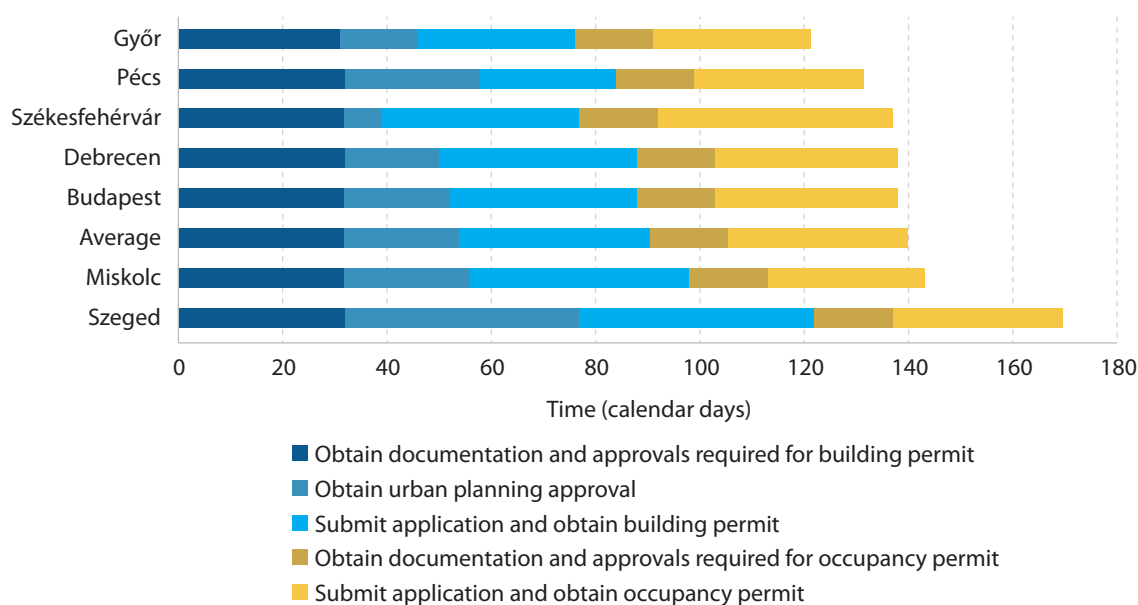 Győr
Pécs
Székesfehérvár
Debrecen
Budapest
Average
Miskolc
Szeged
0 20 40 60 80 100 120 140 160 180
Time (calendar days)
Obtain documentation and approvals required for building permit
Obtain urban planning approval
Submit application and obtain building permit
Obtain documentation and approvals required for occupancy permit
Submit application and obtain occupancy permit